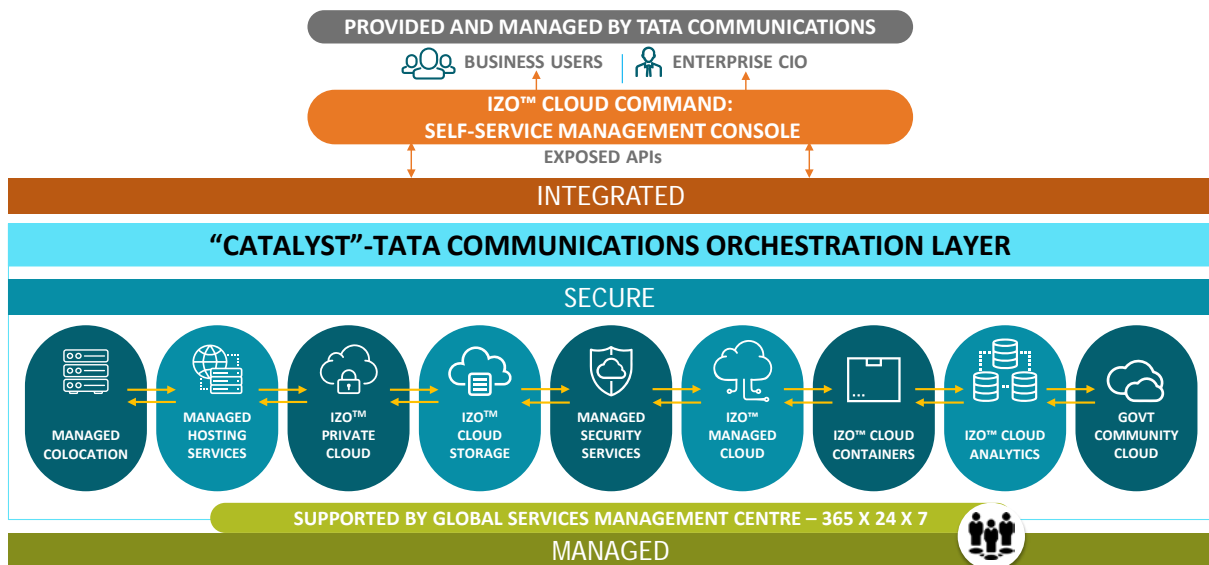 PROVIDED AND MANAGED BY TATA COMMUNICATIONS
BUSINESS USERS
ENTERPRISE CIO
IZO™ CLOUD COMMAND:
SELF-SERVICE MANAGEMENT CONSOLE
EXPOSED APIs
INTEGRATED
“CATALYST”-TATA COMMUNICATIONS ORCHESTRATION LAYER
SECURE
MANAGED
COLOCATION
MANAGED
HOSTING
SERVICES
IZO™
PRIVATE
CLOUD
IZO™
CLOUD
STORAGE
MANAGED
SECURITY
SERVICES
IZO™
MANAGED
CLOUD
IZO™ CLOUD
CONTAINERS
IZO™ CLOUD
ANALYTICS
GOVT
COMMUNITY
CLOUD
SUPPORTED BY GLOBAL SERVICES MANAGEMENT CENTRE – 365 X 24 X 7
MANAGED